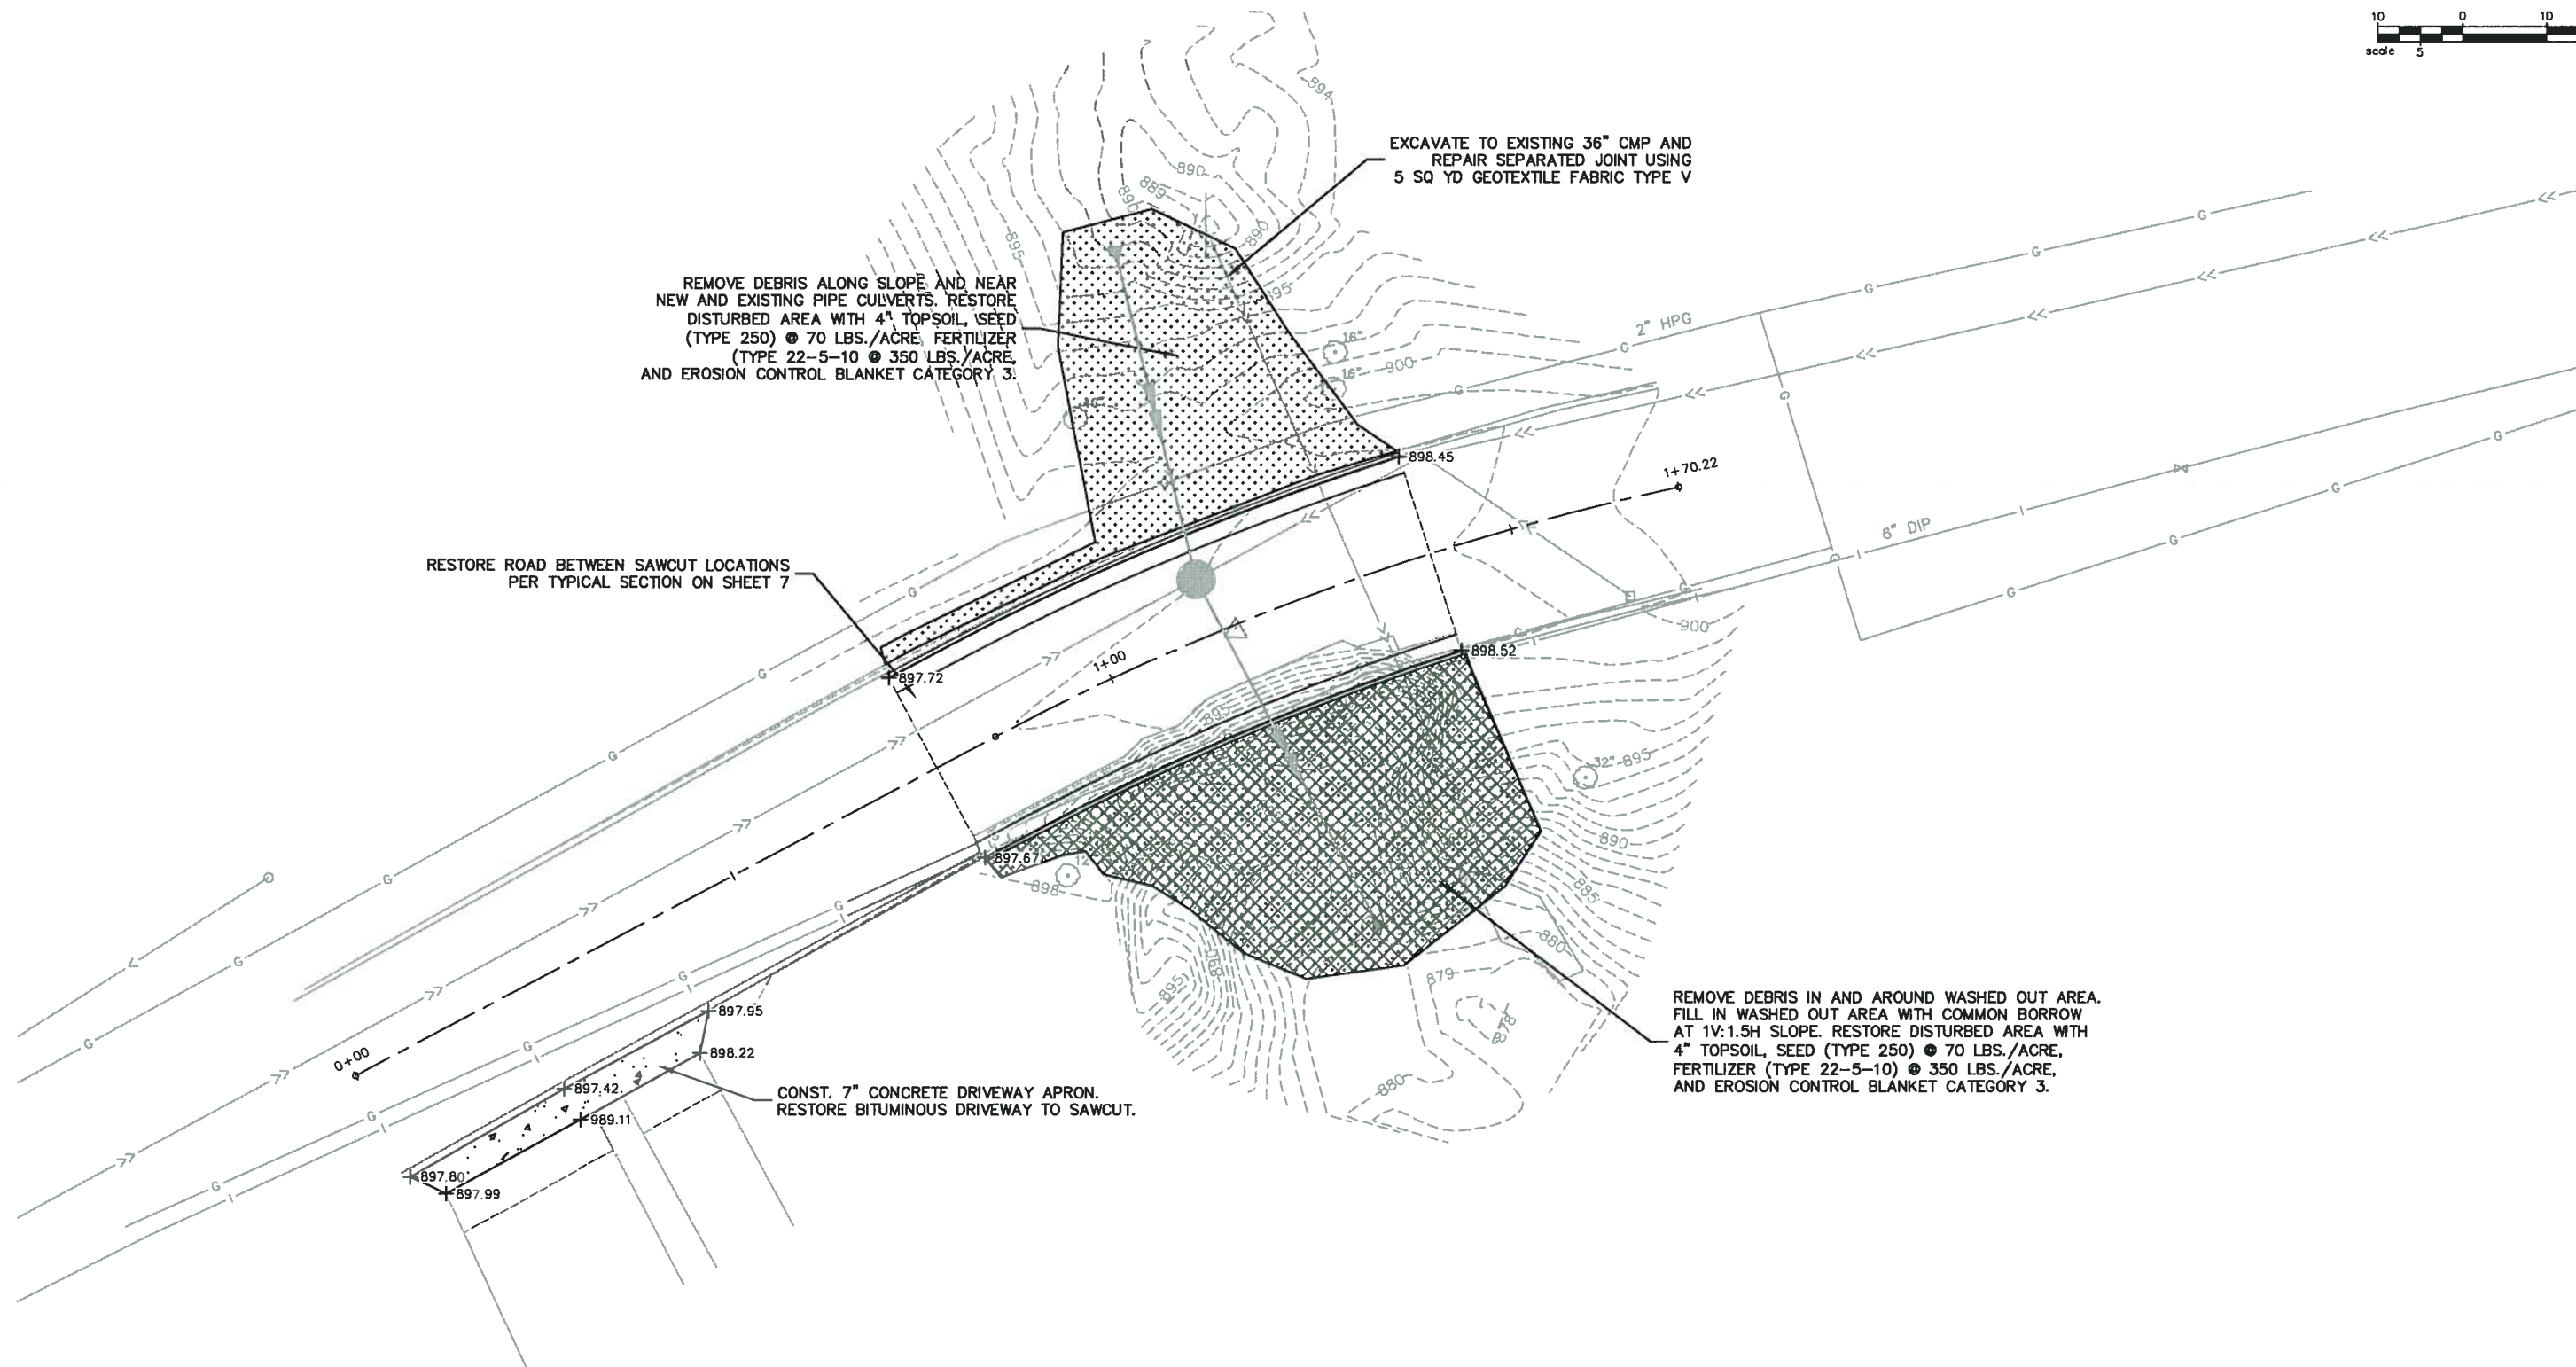 10 0 10
scale 5
894
EXCAVATE TO EXISTING 36" CMP AND
REPAIR SEPARATED JOINT USING
5 SQ YD GEOTEXTILE FABRIC TYPE V
890
889
890
890
895
895
REMOVE DEBRIS ALONG SLOPE AND NEAR
NEW AND EXISTING PIPE CULVERTS. RESTORE
DISTURBED AREA WITH 4" TOPSOIL, SEED
(TYPE 250) @ 70 LBS./ACRE, FERTILIZER
(TYPE 22-5-10 @ 350 LBS./ACRE,
AND EROSION CONTROL BLANKET CATEGORY 3.
2" HPG
16"
16"
900
898.45
1+70.22
6" DIP
RESTORE ROAD BETWEEN SAWCUT LOCATIONS
PER TYPICAL SECTION ON SHEET 7
900
898.52
1+00
897.72
895
32"
895
890
897.67
12"
898
885
880
879
890
895
878
880
897.95
0+00
898.22
897.42
989.11
CONST. 7" CONCRETE DRIVEWAY APRON.
RESTORE BITUMINOUS DRIVEWAY TO SAWCUT.
897.80
897.99
REMOVE DEBRIS IN AND AROUND WASHED OUT AREA.
FILL IN WASHED OUT AREA WITH COMMON BORROW
AT 1V:1.5H SLOPE. RESTORE DISTURBED AREA WITH
4" TOPSOIL, SEED (TYPE 250) @ 70 LBS./ACRE,
FERTILIZER (TYPE 22-5-10) @ 350 LBS./ACRE,
AND EROSION CONTROL BLANKET CATEGORY 3.